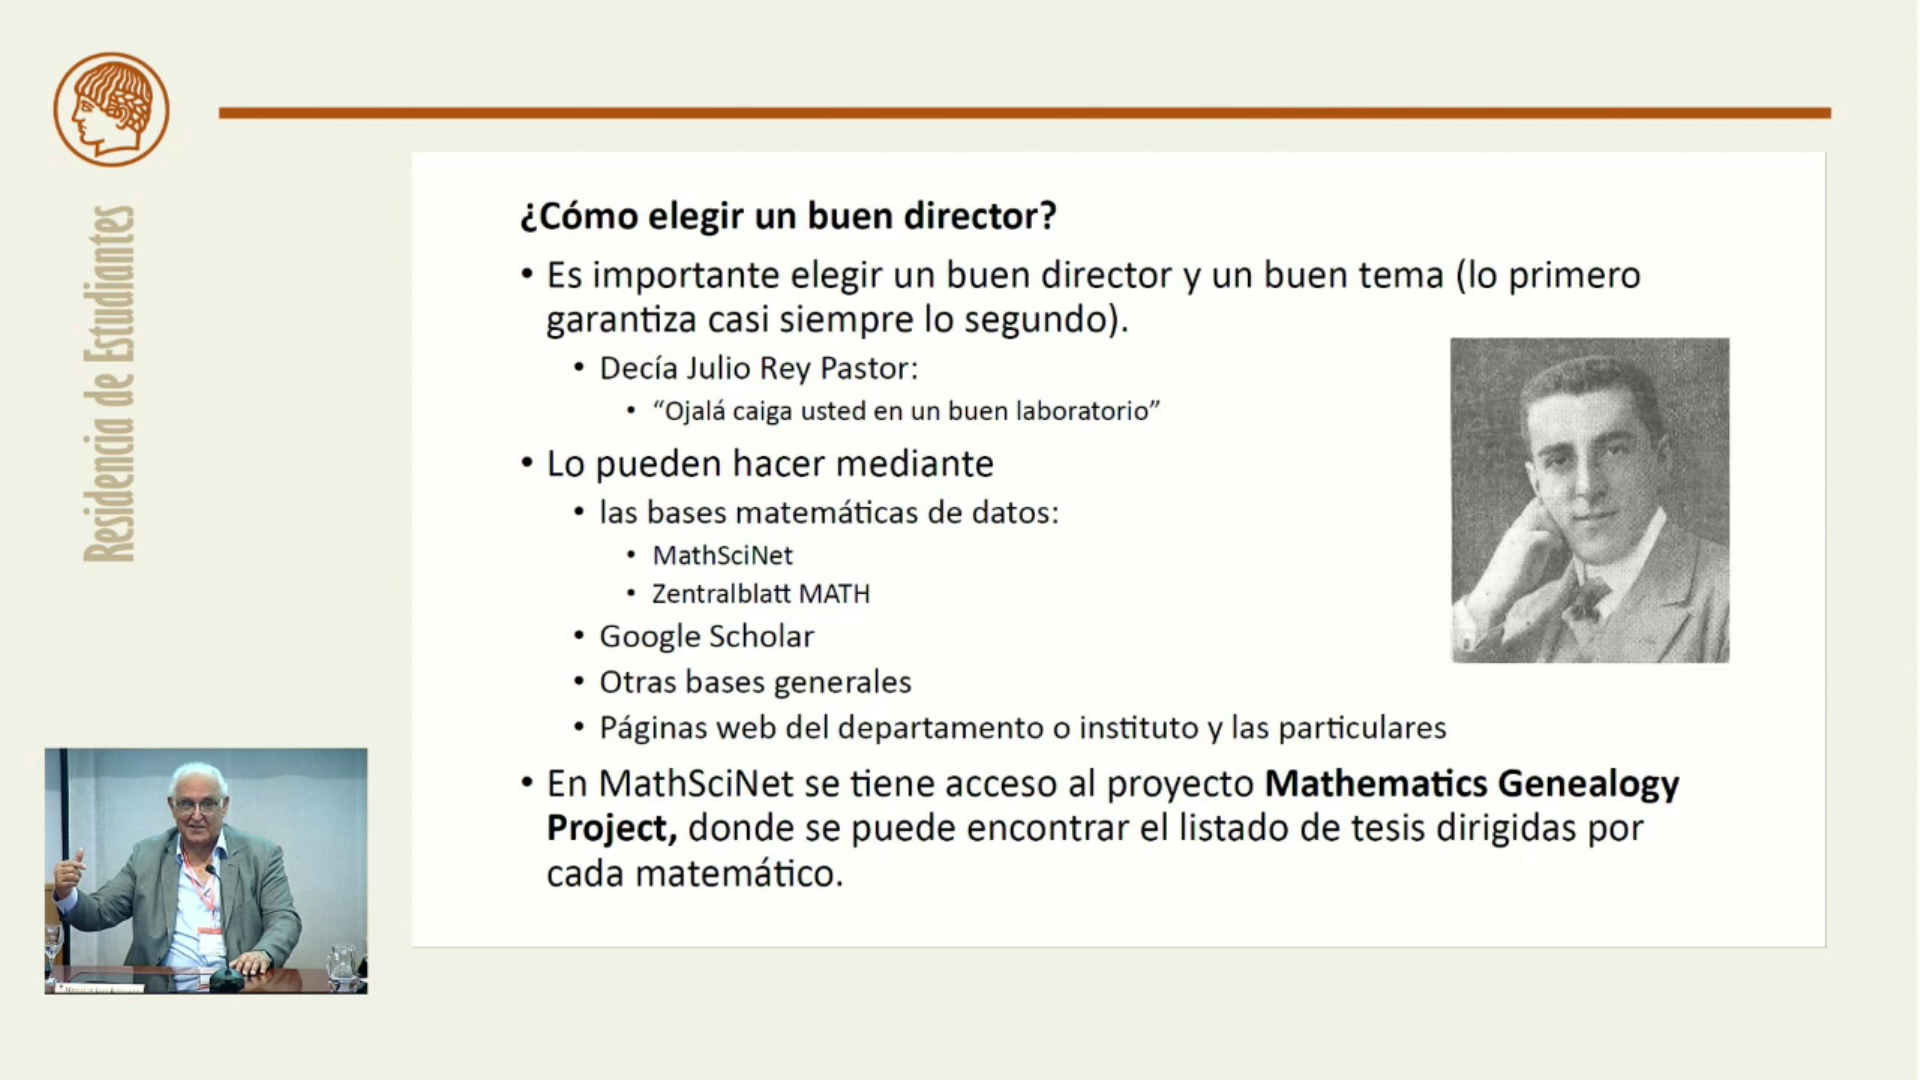 Residencia de Estudiantes
¿Cómo elegir un buen director?
• Es importante elegir un buen director y un buen tema (lo primero
garantiza casi siempre lo segundo).
• Decía Julio Rey Pastor:
• “Ojalá caiga usted en un buen laboratorio”
• Lo pueden hacer mediante
• las bases matemáticas de datos:
• MathSciNet
• Zentralblatt MATH
• Google Scholar
• Otras bases generales
• Páginas web del departamento o instituto y las particulares
• En MathSciNet se tiene acceso al proyecto Mathematics Genealogy
Project, donde se puede encontrar el listado de tesis dirigidas por
cada matemático.